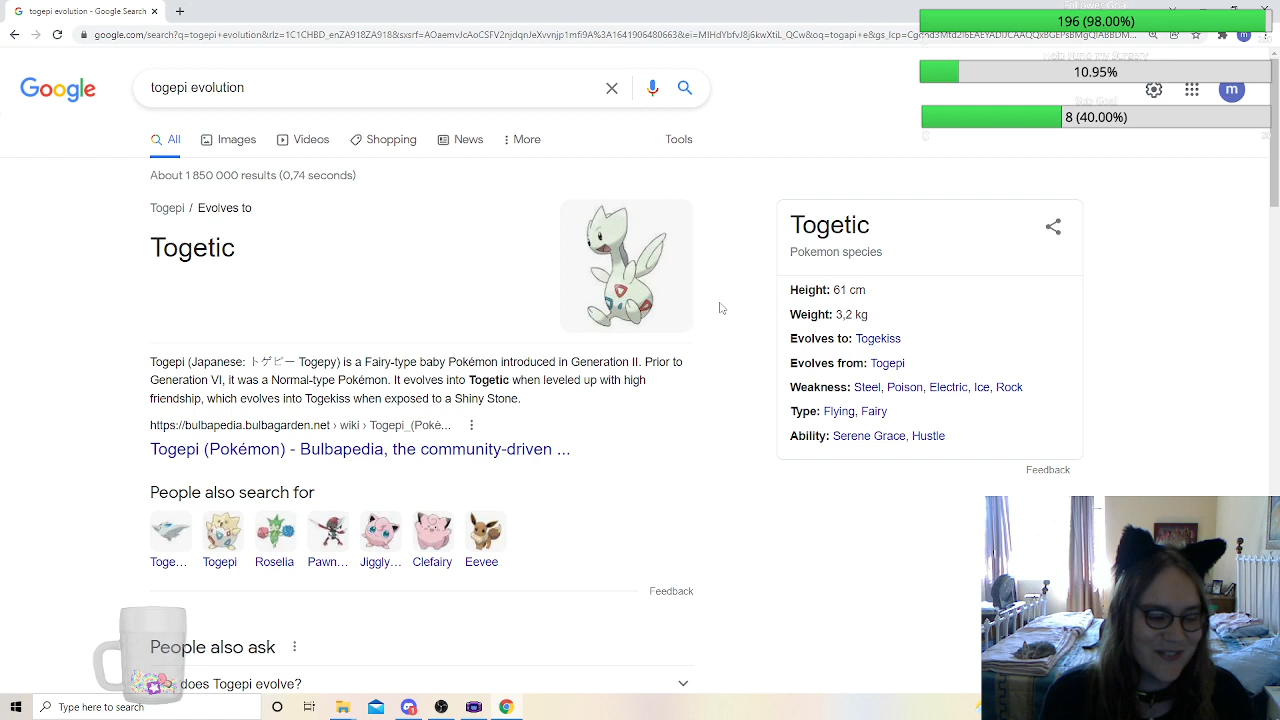 togepi evolution - Google Search
196 (98.00%)
10.95%
8 (40.00%)
Google
togepi evolution
m
All Images Videos Shopping News More Tools
About 1 850 000 results (0,74 seconds)
Togepi / Evolves to
Togetic
Togepi (Japanese: トゲピー Togepy) is a Fairy-type baby Pokémon introduced in Generation II. Prior to
Generation VI, it was a Normal-type Pokémon. It evolves into Togetic when leveled up with high
friendship, which evolves into Togekiss when exposed to a Shiny Stone.
https://bulbapedia.bulbagarden.net › wiki › Togepi_(Poké...
Togepi (Pokémon) - Bulbapedia, the community-driven ...
People also search for
Toge... Togepi Roselia Pawn... Jiggly... Clefairy Eevee
Feedback
People also ask
does Togepi evolve?
Togetic
Pokemon species
Height: 61 cm
Weight: 3,2 kg
Evolves to: Togekiss
Evolves from: Togepi
Weakness: Steel, Poison, Electric, Ice, Rock
Type: Flying, Fairy
Ability: Serene Grace, Hustle
Feedback
Type here to search